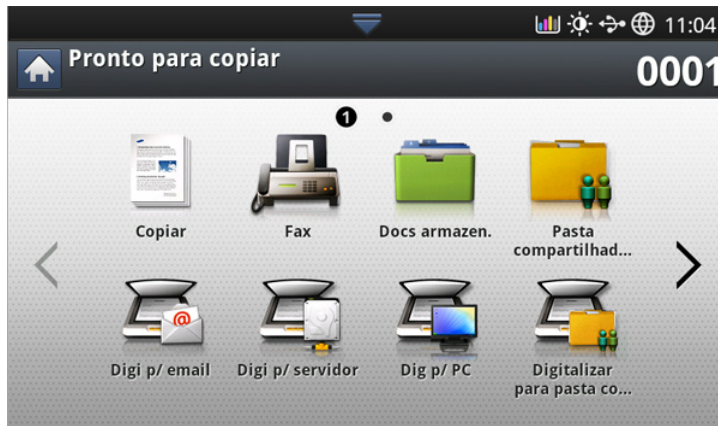 11:04
Pronto para copiar
0001
1
Copiar
Fax
Docs armazen.
Pasta
compartilhad...
@
Digi p/ email
Digi p/ servidor
Dig p/ PC
Digitalizar
para pasta co...